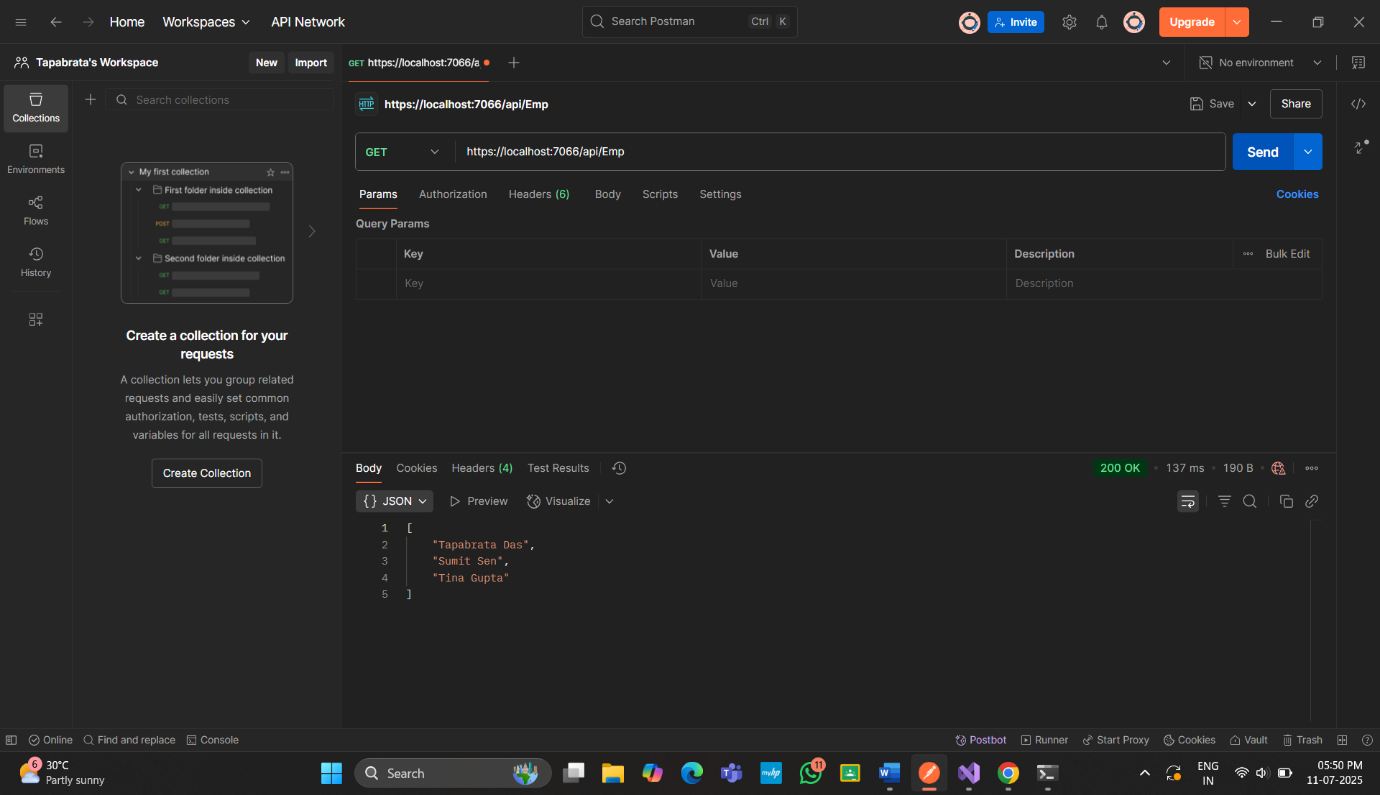 Home Workspaces API Network Search Postman Ctrl K Invite Upgrade
Tapabrata's Workspace New Import GET https://localhost:7066/a No environment
Collections
Environments
Flows
History
Search collections
My first collection
First folder inside collection
GET
POST
GET
Second folder inside collection
GET
GET
Create a collection for your
requests
A collection lets you group related
requests and easily set common
authorization, tests, scripts, and
variables for all requests in it.
Create Collection
HTTP https://localhost:7066/api/Emp Save Share
GET https://localhost:7066/api/Emp Send
Params Authorization Headers (6) Body Scripts Settings Cookies
Query Params
Key Value Description Bulk Edit
Key Value Description
Body Cookies Headers (4) Test Results 200 OK 137 ms 190 B
{} JSON Preview Visualize
1 [
2 "Tapabrata Das",
3 "Sumit Sen",
4 "Tina Gupta"
5 ]
Online Find and replace Console Postbot Runner Start Proxy Cookies Vault Trash
6 30°C
Partly sunny
Search
myhp
11
ENG
IN
05:50 PM
11-07-2025